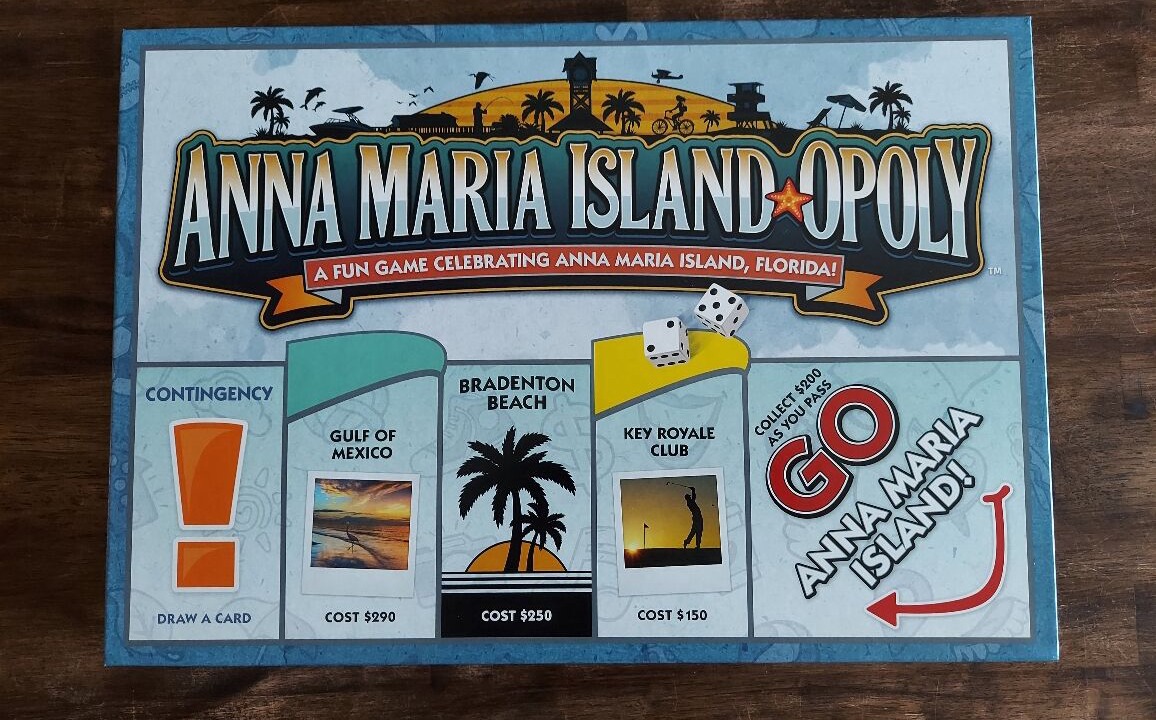 ANNA MARIA ISLAND OPOLY
A FUN GAME CELEBRATING ANNA MARIA ISLAND, FLORIDA!
TM
CONTINGENCY
!
DRAW A CARD
GULF OF
MEXICO
COST $290
BRADENTON
BEACH
COST $250
KEY ROYALE
CLUB
COST $150
COLLECT $200
AS YOU PASS
GO
ANNA MARIA
ISLAND!